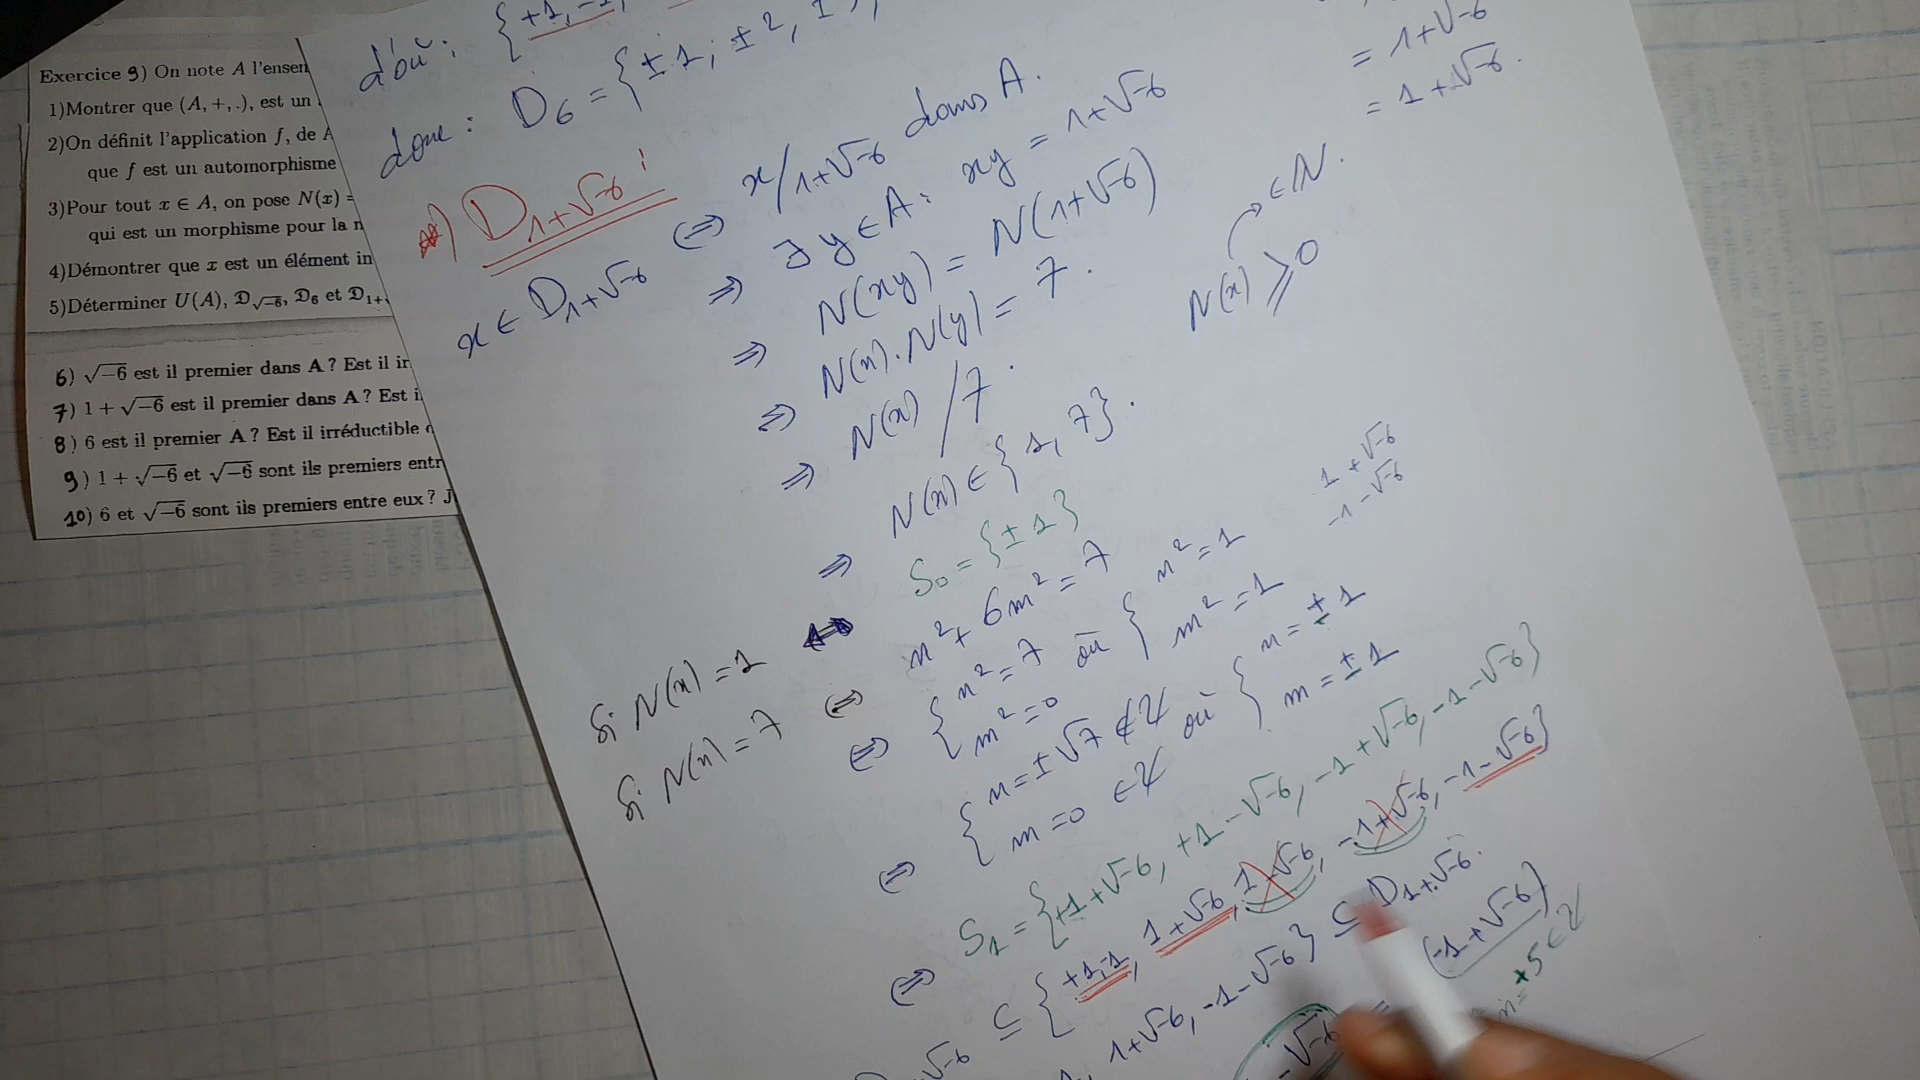 Exercice 9) On note A l'ensen
1)Montrer que (A, +, .), est un
2)On définit l'application f, de A
que f est un automorphisme
3)Pour tout x ∈ A, on pose N(x) =
qui est un morphisme pour la n
4)Démontrer que x est un élément in
5)Déterminer U(A), D√−6, D6 et D1+
6) √−6 est il premier dans A ? Est il ir
7) 1 + √−6 est il premier dans A ? Est i
8) 6 est il premier A ? Est il irréductible
9) 1 + √−6 et √−6 sont ils premiers entr
10) 6 et √−6 sont ils premiers entre eux ? J
d'où : {+1, −1,
donc : D6 = {±1; ±2,
D1+√−6 :
x ∈ D1+√−6 ⇔ x/1+√−6 dans A.
⇒ ∃ y ∈ A : xy = 1+√−6
⇒ N(xy) = N(1+√−6)
⇒ N(x).N(y) = 7.
⇒ N(x) / 7.
⇒ N(x) ∈ {1, 7}.
Si N(x) = 1 S0 = {±1}
Si N(x) = 7 ⇔ n² + 6m² = 7
⇔ { n² = 7 où { n² = 1
m² = 0 m² = 1
⇔ { n = ±√7 ∉ Z où { n = ±1
m = 0 ∈ Z m = ±1
⇔ S1 = {+1+√−6, +1−√−6, −1+√−6, −1−√−6}
⊆ {+1,−1, 1+√−6, 1−√−6, −1+√−6, −1−√−6}
1+√−6, −1−√−6} ⊆ D1+√−6.
(−1+√−6)
+5 ∈ Z
= 1+√−6
= 1+√−6.
∈ N.
N(x) ⩾ 0
1+√−6
−1−√−6